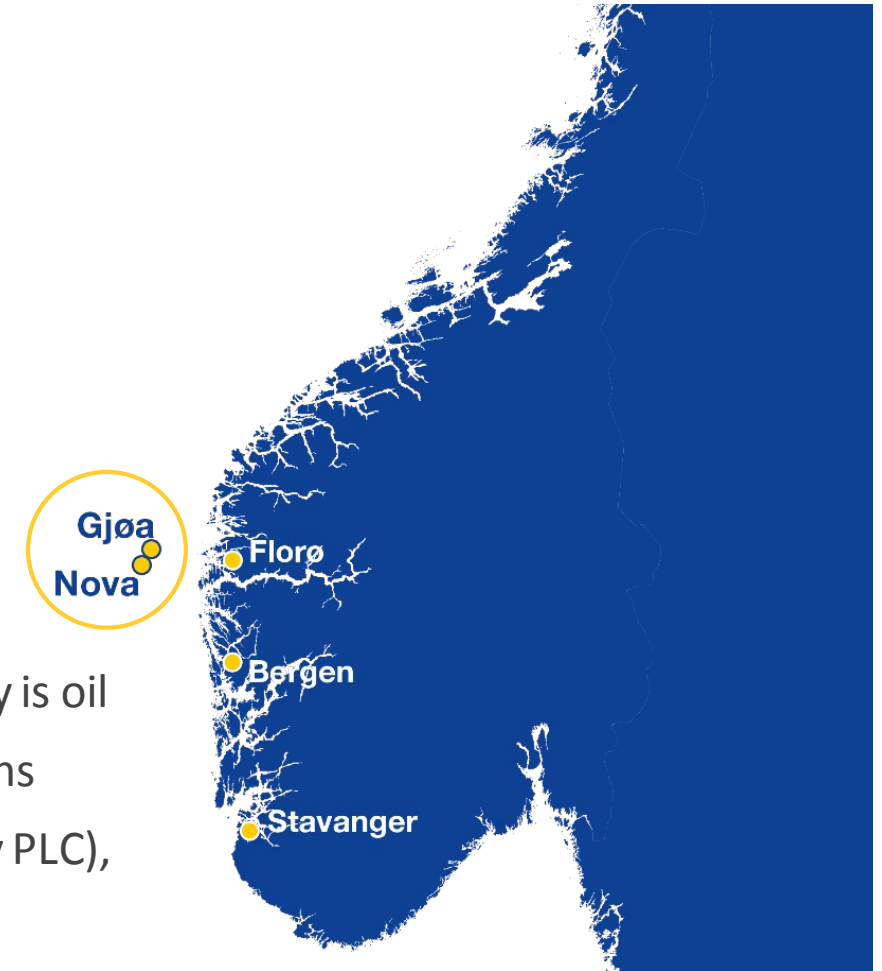 Gjøa
Florø
Nova
Bergen
y is oil
ns
Stavanger
PLC),